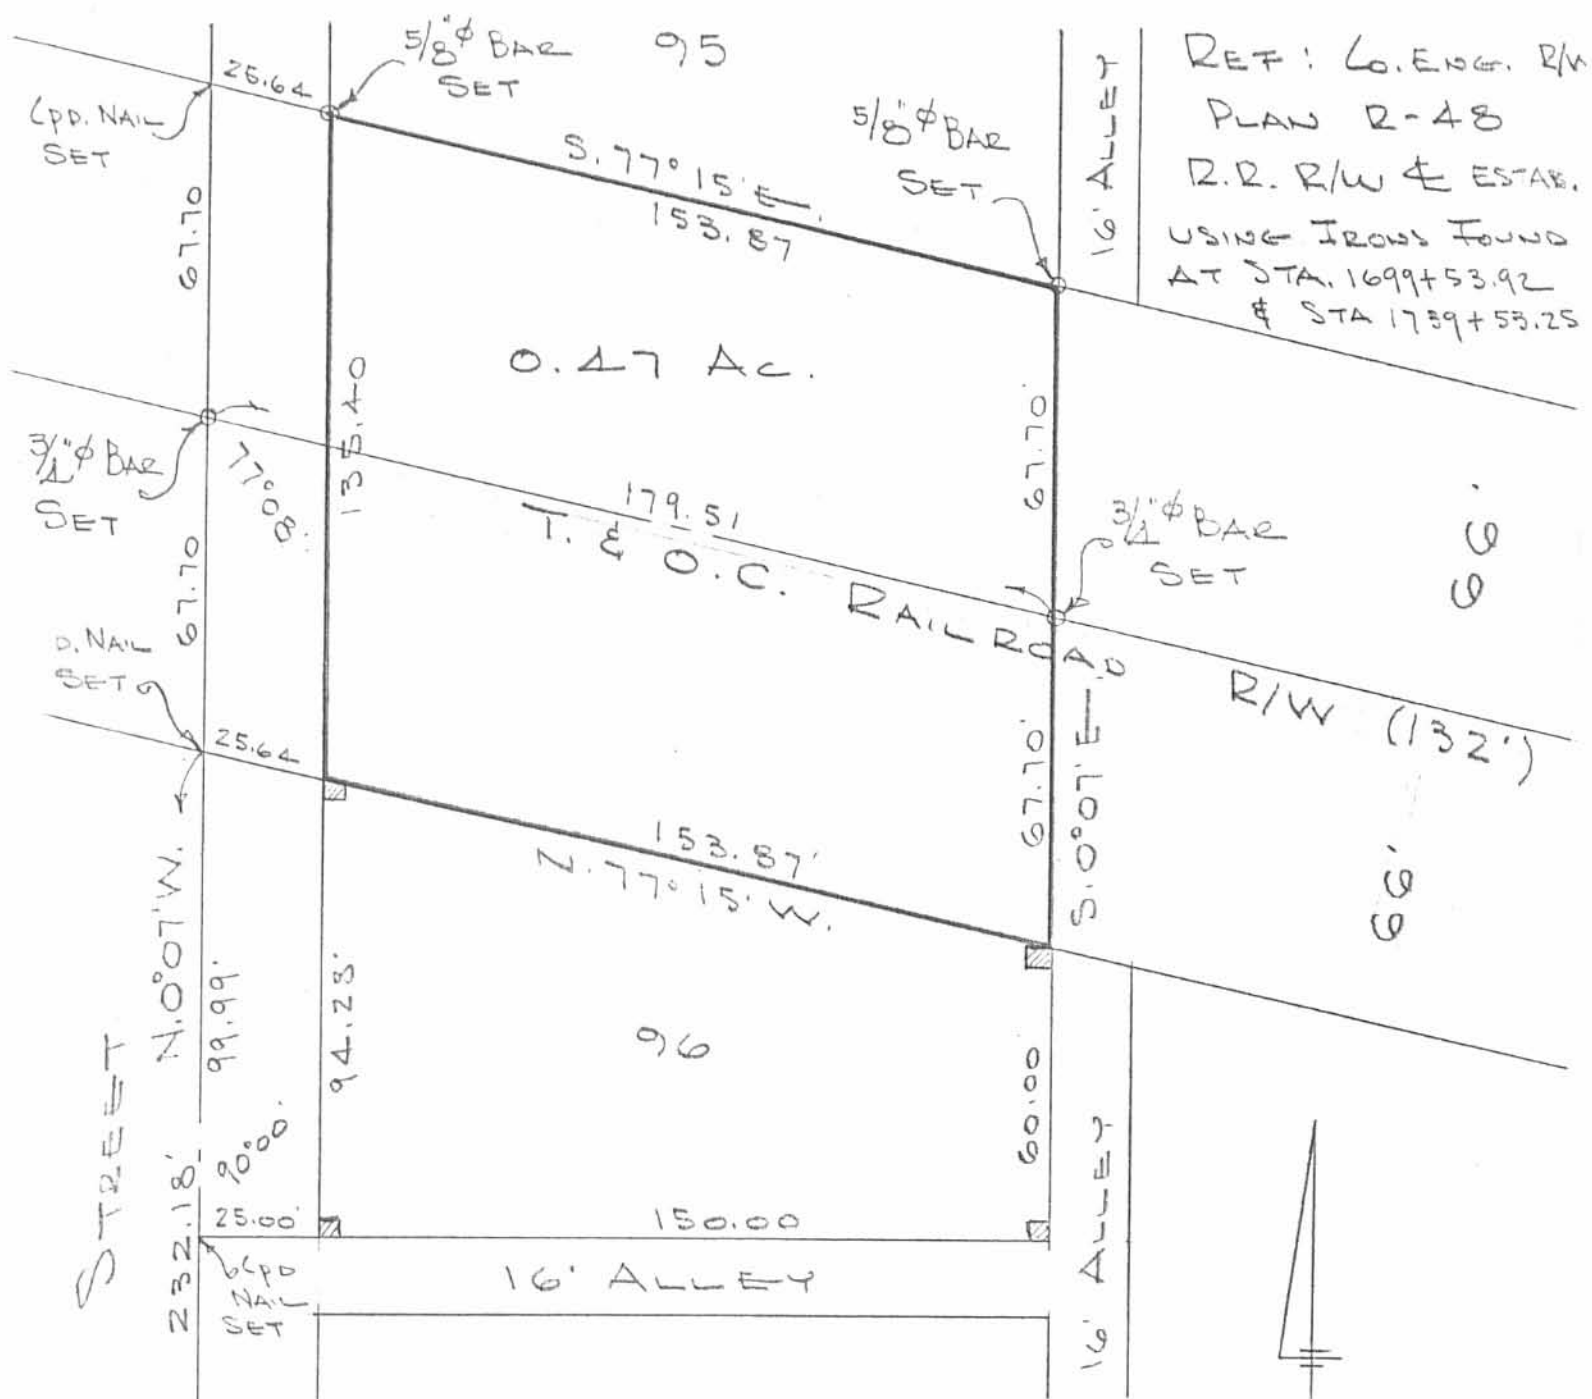 95
5/8"ɸ BAR
SET
25.64
CPD. NAIL
SET
67.70
S. 77° 15' E.
153.87
5/8"ɸ BAR
SET
16' ALLEY
REF: CO. ENG. R/W
PLAN R-48
R.R. R/W ℄ ESTAB.
USING IRONS FOUND
AT STA. 1699+53.92
& STA 1739+53.25
0.47 AC.
135.40
67.70'
3/4"ɸ BAR
SET
77°08'
67.70
179.51
T. & O.C. RAILROAD
R/W (132')
3/4"ɸ BAR
SET
66'
66'
D. NAIL
SET
25.64
67.70'
S. 0°07' E
153.87'
N. 77° 15' W.
N. 0°07' W.
99.99'
94.28'
96
60.00
STREET
232.18'
90°00'
25.00'
150.00
CPD
NAIL
SET
16' ALLEY
16' ALLEY